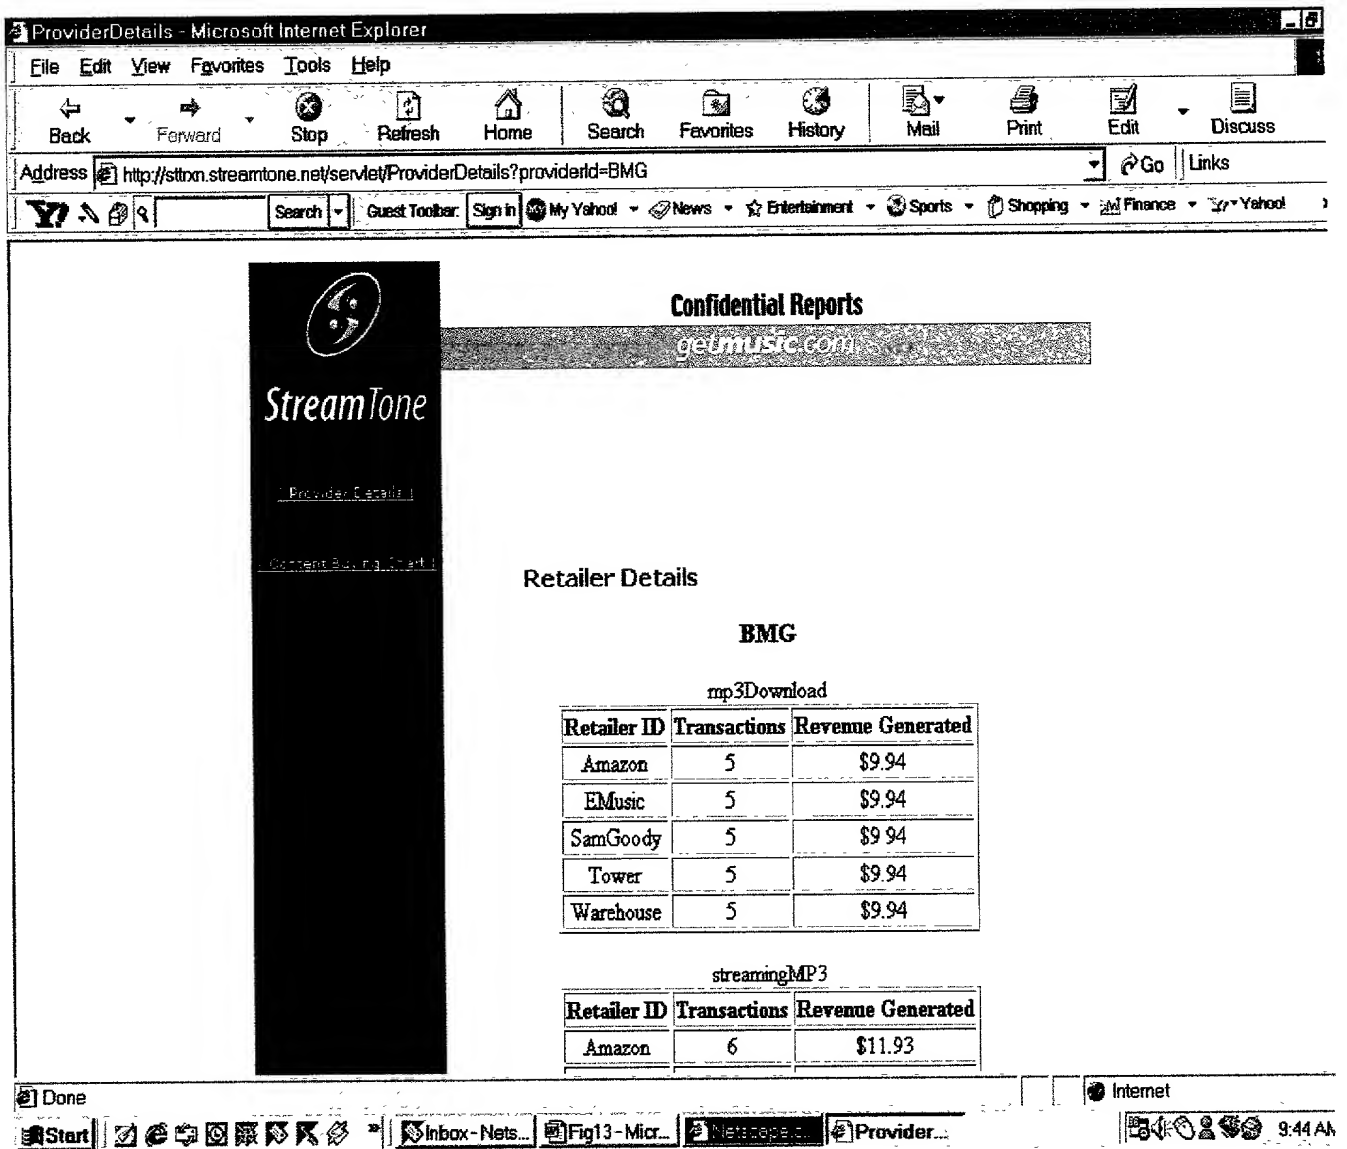 ProviderDetails - Microsoft Internet Explorer
File Edit View Favorites Tools Help
Back Forward Stop Refresh Home Search Favorites History Mail Print Edit Discuss
Address http://sttrxn.streamtone.net/servlet/ProviderDetails?providerId=BMG Go Links
Y! Search Guest Toolbar: Sign in My Yahoo! News Entertainment Sports Shopping Finance Yahoo!
Confidential Reports
getmusic.com
StreamTone
| Provider Details |
| Content Buying Chart |
Retailer Details
BMG
mp3Download
Retailer ID Transactions Revenue Generated
Amazon 5 $9.94
EMusic 5 $9.94
SamGoody 5 $9 94
Tower 5 $9.94
Warehouse 5 $9.94
streamingMP3
Retailer ID Transactions Revenue Generated
Amazon 6 $11.93
Done Internet
Start Inbox - Nets... Fig13 - Micr... Provider... 9:44 AM